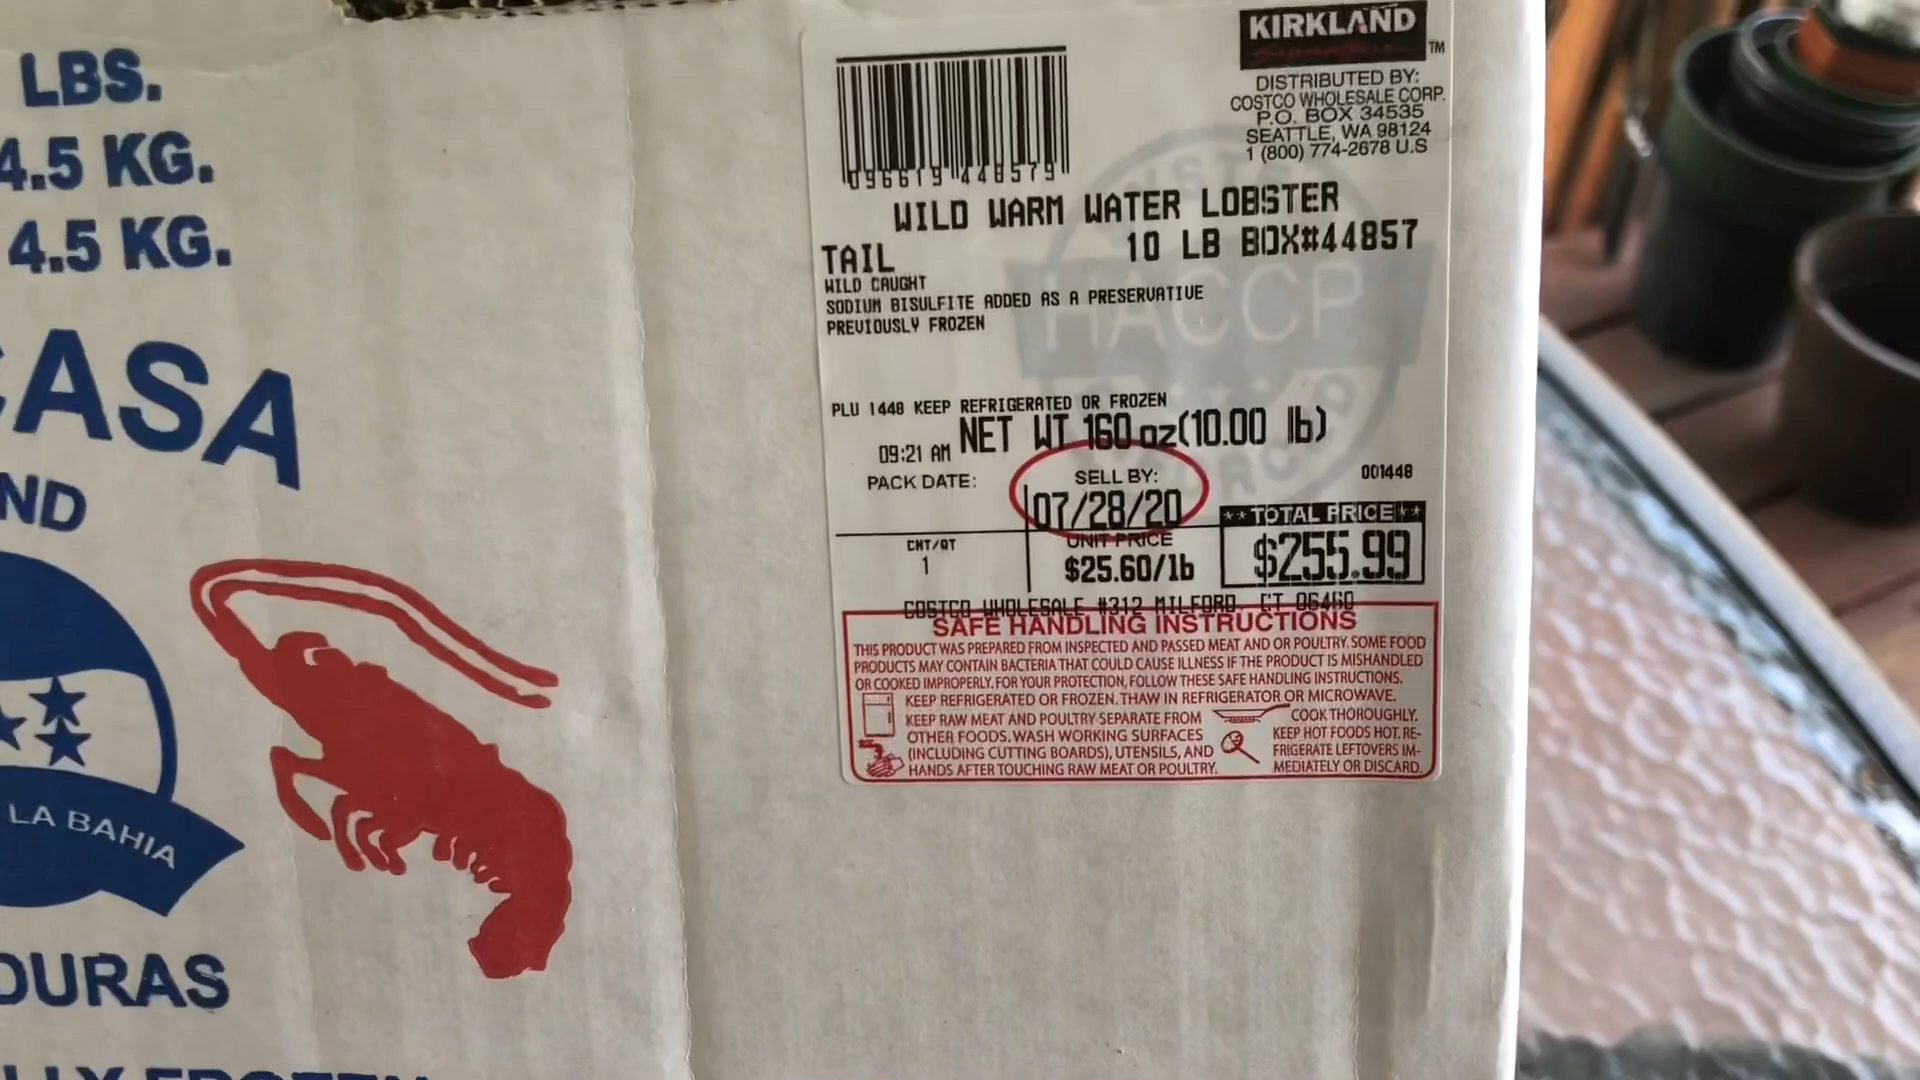 LBS.
4.5 KG.
4.5 KG.
CASA
ND
LA BAHIA
DURAS
KIRKLAND
Signature
TM
DISTRIBUTED BY:
COSTCO WHOLESALE CORP.
P.O. BOX 34535
SEATTLE, WA 98124
1 (800) 774-2678 U.S
096619 448579
WILD WARM WATER LOBSTER
TAIL 10 LB BOX#44857
WILD CAUGHT
SODIUM BISULFITE ADDED AS A PRESERVATIVE
PREVIOUSLY FROZEN
HACCP
PLU 1448 KEEP REFRIGERATED OR FROZEN
09:21 AM NET WT 160 oz(10.00 lb)
PACK DATE: SELL BY: 001448
07/28/20
**TOTAL PRICE**
CNT/QT UNIT PRICE
1 $25.60/lb $255.99
COSTCO WHOLESALE #312 MILFORD, CT 06460
SAFE HANDLING INSTRUCTIONS
THIS PRODUCT WAS PREPARED FROM INSPECTED AND PASSED MEAT AND OR POULTRY. SOME FOOD
PRODUCTS MAY CONTAIN BACTERIA THAT COULD CAUSE ILLNESS IF THE PRODUCT IS MISHANDLED
OR COOKED IMPROPERLY. FOR YOUR PROTECTION, FOLLOW THESE SAFE HANDLING INSTRUCTIONS.
KEEP REFRIGERATED OR FROZEN. THAW IN REFRIGERATOR OR MICROWAVE.
KEEP RAW MEAT AND POULTRY SEPARATE FROM
OTHER FOODS. WASH WORKING SURFACES
(INCLUDING CUTTING BOARDS), UTENSILS, AND
HANDS AFTER TOUCHING RAW MEAT OR POULTRY.
COOK THOROUGHLY.
KEEP HOT FOODS HOT. RE-
FRIGERATE LEFTOVERS IM-
MEDIATELY OR DISCARD.